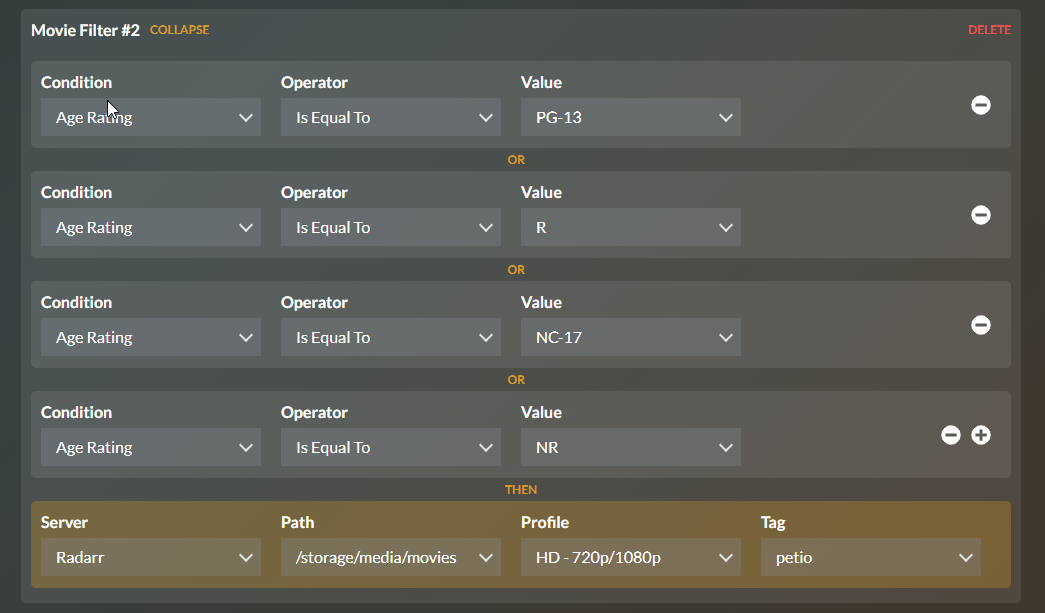 Movie Filter #2 COLLAPSE DELETE
Condition Operator Value
Age Rating Is Equal To PG-13
OR
Condition Operator Value
Age Rating Is Equal To R
OR
Condition Operator Value
Age Rating Is Equal To NC-17
OR
Condition Operator Value
Age Rating Is Equal To NR
THEN
Server Path Profile Tag
Radarr /storage/media/movies HD - 720p/1080p petio